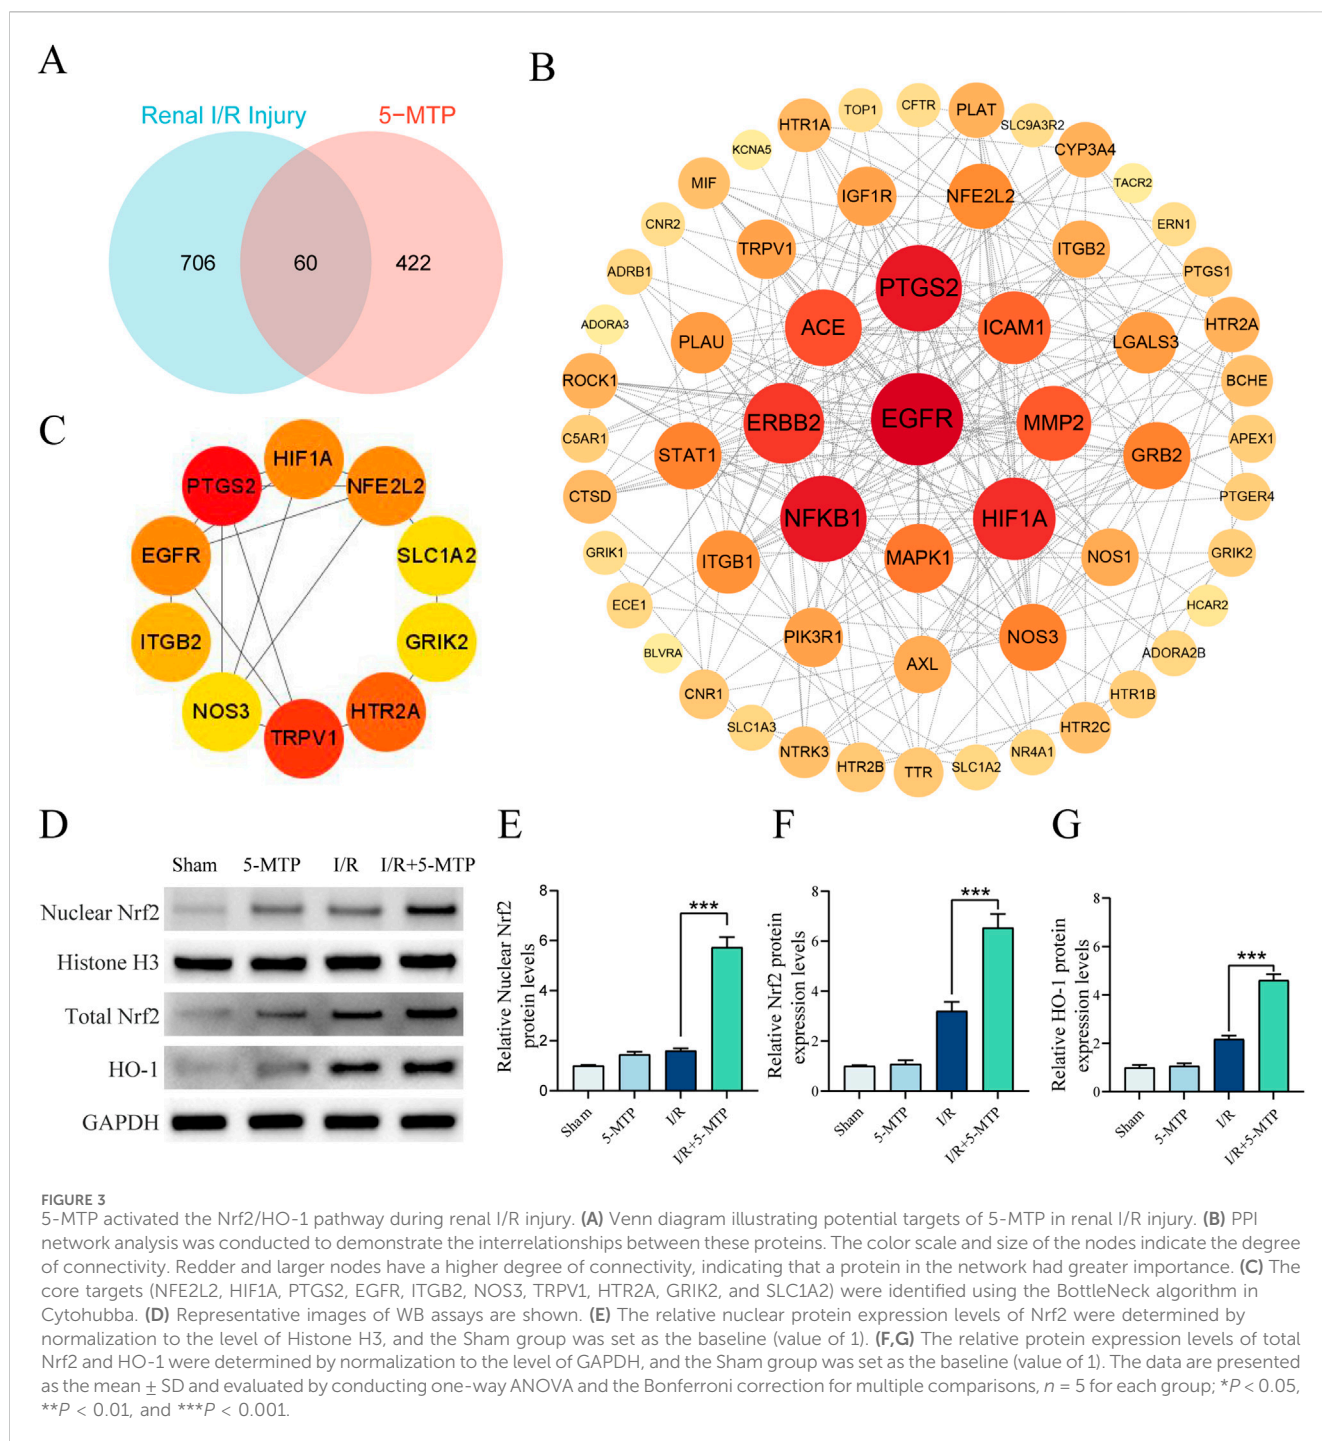 A
Renal I/R Injury
5-MTP
706
60
422
B
TOP1
CFTR
PLAT
SLC9A3R2
HTR1A
CYP3A4
KCNA5
TACR2
MIF
IGF1R
NFE2L2
CNR2
ERN1
TRPV1
ITGB2
ADRB1
PTGS1
PTGS2
ADORA3
ACE
ICAM1
HTR2A
PLAU
LGALS3
ROCK1
BCHE
EGFR
ERBB2
MMP2
C5AR1
APEX1
STAT1
GRB2
CTSD
PTGER4
NFKB1
HIF1A
GRIK1
ITGB1
MAPK1
NOS1
GRIK2
ECE1
HCAR2
PIK3R1
NOS3
BLVRA
AXL
ADORA2B
CNR1
HTR1B
SLC1A3
HTR2C
NTRK3
NR4A1
HTR2B
TTR
SLC1A2
C
HIF1A
PTGS2
NFE2L2
EGFR
SLC1A2
ITGB2
GRIK2
NOS3
HTR2A
TRPV1
D
Sham 5-MTP I/R I/R+5-MTP
Nuclear Nrf2
Histone H3
Total Nrf2
HO-1
GAPDH
E
Relative Nuclear Nrf2
protein levels
8
6
4
2
0
***
Sham
5-MTP
I/R
I/R+5-MTP
F
Relative Nrf2 protein
expression levels
8
6
4
2
0
***
Sham
5-MTP
I/R
I/R+5-MTP
G
Relative HO-1 protein
expression levels
8
6
4
2
0
***
Sham
5-MTP
I/R
I/R+5-MTP
FIGURE 3
5-MTP activated the Nrf2/HO-1 pathway during renal I/R injury. (A) Venn diagram illustrating potential targets of 5-MTP in renal I/R injury. (B) PPI
network analysis was conducted to demonstrate the interrelationships between these proteins. The color scale and size of the nodes indicate the degree
of connectivity. Redder and larger nodes have a higher degree of connectivity, indicating that a protein in the network had greater importance. (C) The
core targets (NFE2L2, HIF1A, PTGS2, EGFR, ITGB2, NOS3, TRPV1, HTR2A, GRIK2, and SLC1A2) were identified using the BottleNeck algorithm in
Cytohubba. (D) Representative images of WB assays are shown. (E) The relative nuclear protein expression levels of Nrf2 were determined by
normalization to the level of Histone H3, and the Sham group was set as the baseline (value of 1). (F,G) The relative protein expression levels of total
Nrf2 and HO-1 were determined by normalization to the level of GAPDH, and the Sham group was set as the baseline (value of 1). The data are presented
as the mean ± SD and evaluated by conducting one-way ANOVA and the Bonferroni correction for multiple comparisons, n = 5 for each group; *P < 0.05,
**P < 0.01, and ***P < 0.001.